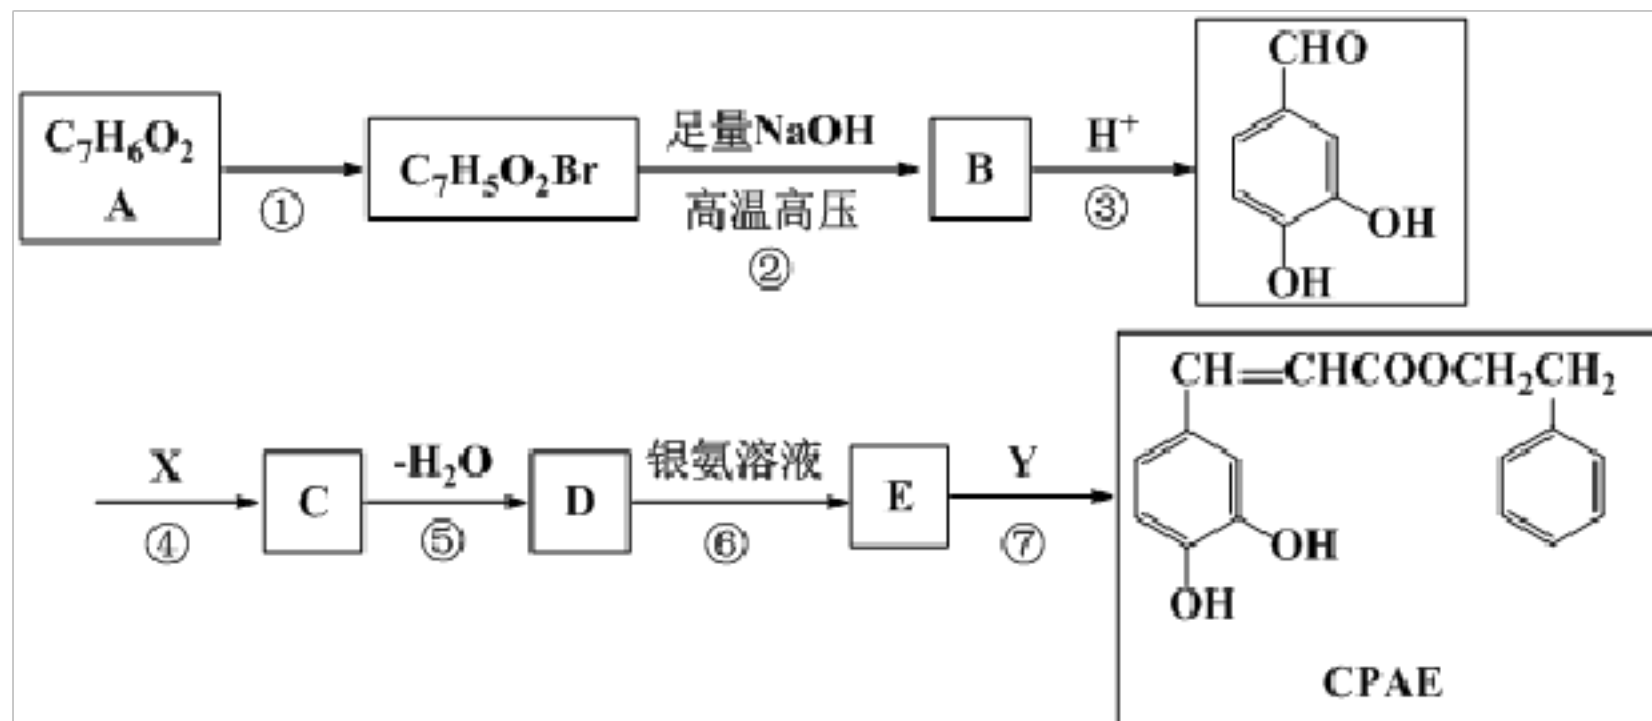 C₇H₆O₂
A
①
C₇H₅O₂Br
足量NaOH
高温高压
②
B
H⁺
③
CHO
OH
OH
X
④
C
-H₂O
⑤
D
银氨溶液
⑥
E
Y
⑦
CH=CHCOOCH₂CH₂
OH
OH
CPAE